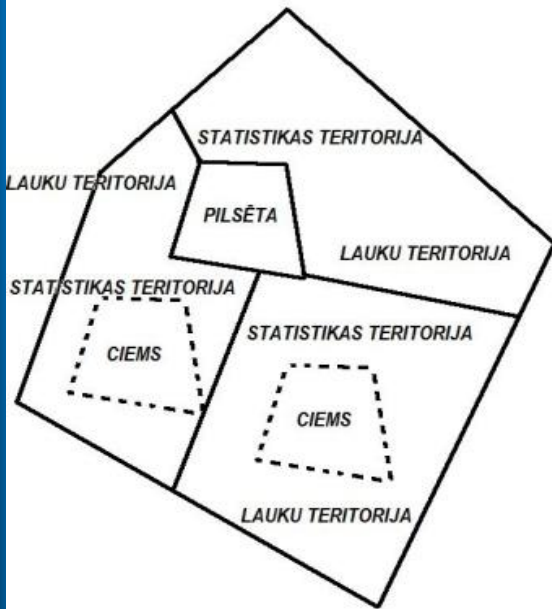 STATISTIKAS TERITORIJA
LAUKU TERITORIJA
PILSĒTA
LAUKU TERITORIJA
STATISTIKAS TERITORIJA
STATISTIKAS TERITORIJA
CIEMS
CIEMS
LAUKU TERITORIJA